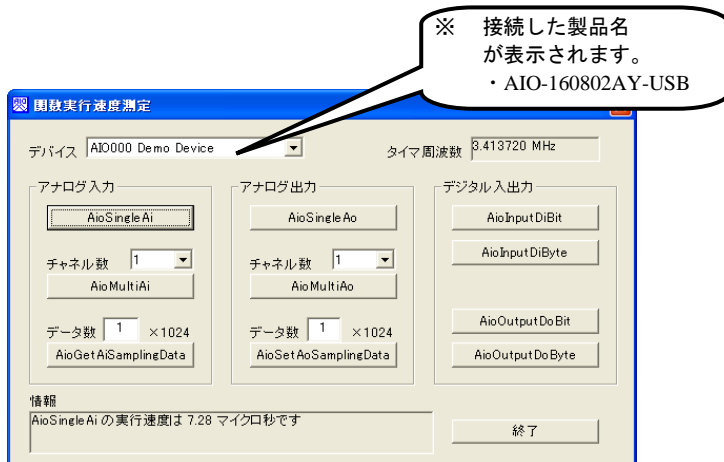 ※ 接続した製品名
が表示されます。
・AIO-160802AY-USB
関数実行速度測定
デバイス AIO000 Demo Device タイマ周波数 3.413720 MHz
アナログ入力
AioSingleAi
チャネル数 1
AioMultiAi
データ数 1 ×1024
AioGetAiSamplingData
アナログ出力
AioSingleAo
チャネル数 1
AioMultiAo
データ数 1 ×1024
AioSetAoSamplingData
デジタル入出力
AioInputDiBit
AioInputDiByte
AioOutputDoBit
AioOutputDoByte
情報
AioSingleAi の実行速度は 7.28 マイクロ秒です
終了